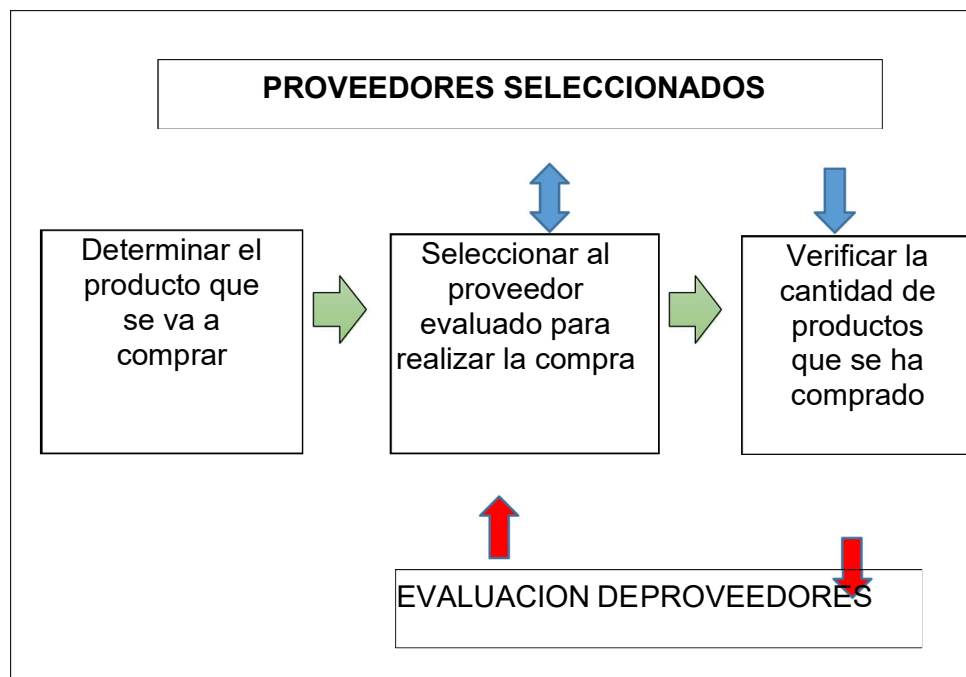 PROVEEDORES SELECCIONADOS
Determinar el
producto que
se va a
comprar
Seleccionar al
proveedor
evaluado para
realizar la compra
Verificar la
cantidad de
productos
que se ha
comprado
EVALUACION DEPROVEEDORES